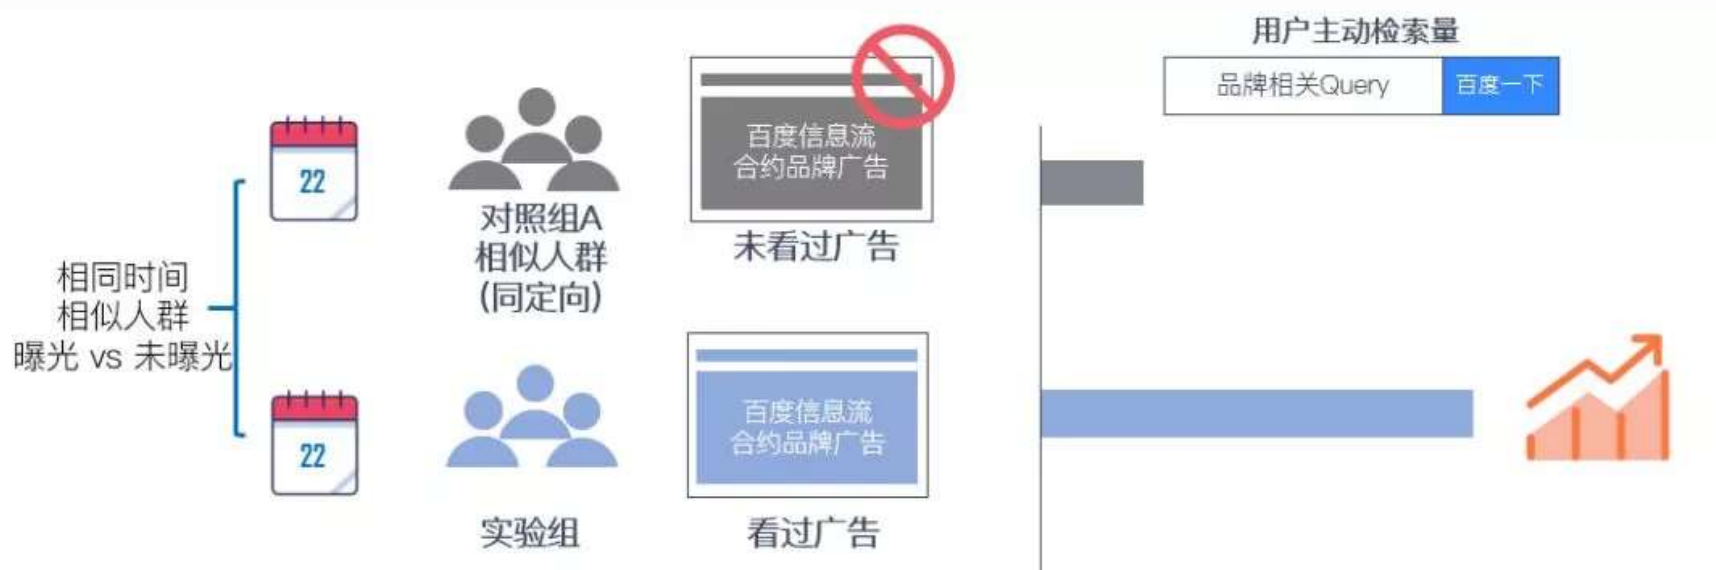 用户主动检索量
品牌相关Query
百度一下
22
百度信息流
合约品牌广告
对照组A
相似人群
(同定向)
未看过广告
相同时间
相似人群
曝光 vs 未曝光
22
百度信息流
合约品牌广告
实验组
看过广告